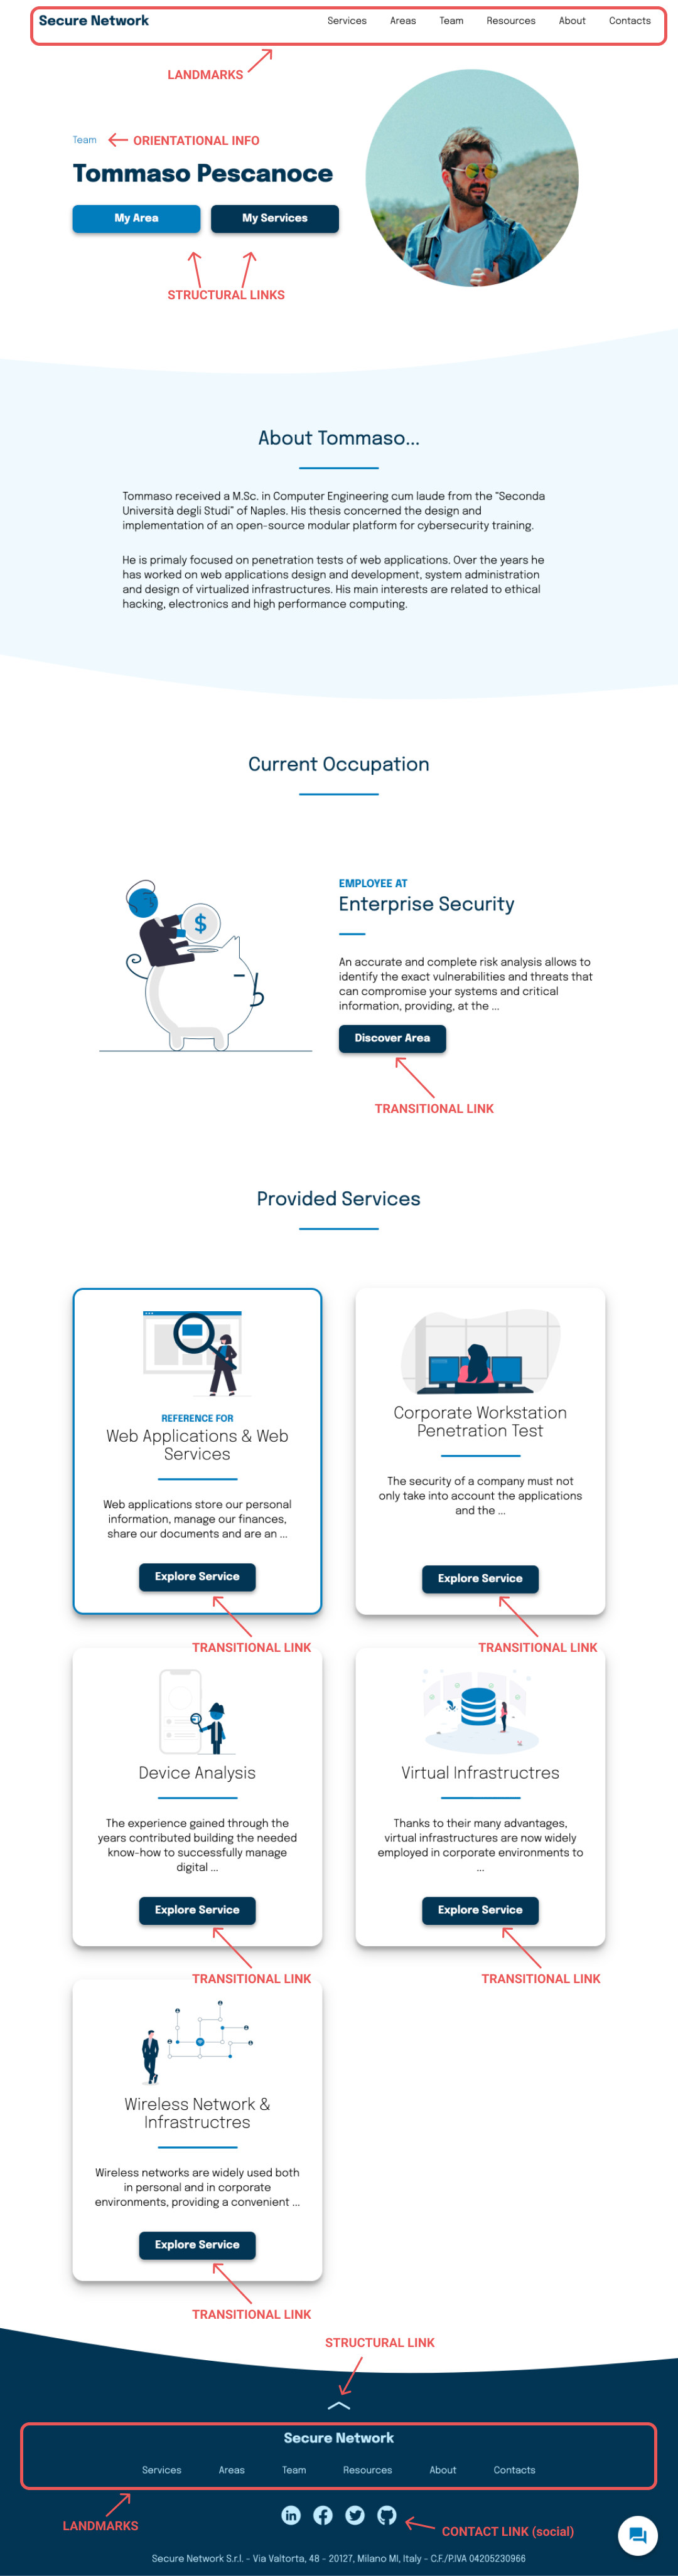 Secure Network
Services Areas Team Resources About Contacts
LANDMARKS
Team
ORIENTATIONAL INFO
Tommaso Pescanoce
My Area My Services
STRUCTURAL LINKS
About Tommaso...
Tommaso received a M.Sc. in Computer Engineering cum laude from the "Seconda
Università degli Studi" of Naples. His thesis concerned the design and
implementation of an open-source modular platform for cybersecurity training.
He is primaly focused on penetration tests of web applications. Over the years he
has worked on web applications design and development, system administration
and design of virtualized infrastructures. His main interests are related to ethical
hacking, electronics and high performance computing.
Current Occupation
$
EMPLOYEE AT
Enterprise Security
An accurate and complete risk analysis allows to
identify the exact vulnerabilities and threats that
can compromise your systems and critical
information, providing, at the ...
Discover Area
TRANSITIONAL LINK
Provided Services
REFERENCE FOR
Web Applications & Web
Services
Web applications store our personal
information, manage our finances,
share our documents and are an ...
Explore Service
TRANSITIONAL LINK
Corporate Workstation
Penetration Test
The security of a company must not
only take into account the applications
and the ...
Explore Service
TRANSITIONAL LINK
Device Analysis
The experience gained through the
years contributed building the needed
know-how to successfully manage
digital ...
Explore Service
TRANSITIONAL LINK
Virtual Infrastructres
Thanks to their many advantages,
virtual infrastructures are now widely
employed in corporate environments to
...
Explore Service
TRANSITIONAL LINK
Wireless Network &
Infrastructres
Wireless networks are widely used both
in personal and in corporate
environments, providing a convenient ...
Explore Service
TRANSITIONAL LINK
STRUCTURAL LINK
Secure Network
Services Areas Team Resources About Contacts
LANDMARKS
in
CONTACT LINK (social)
Secure Network S.r.l. - Via Valtorta, 48 - 20127, Milano MI, Italy - C.F./P.IVA 04205230966